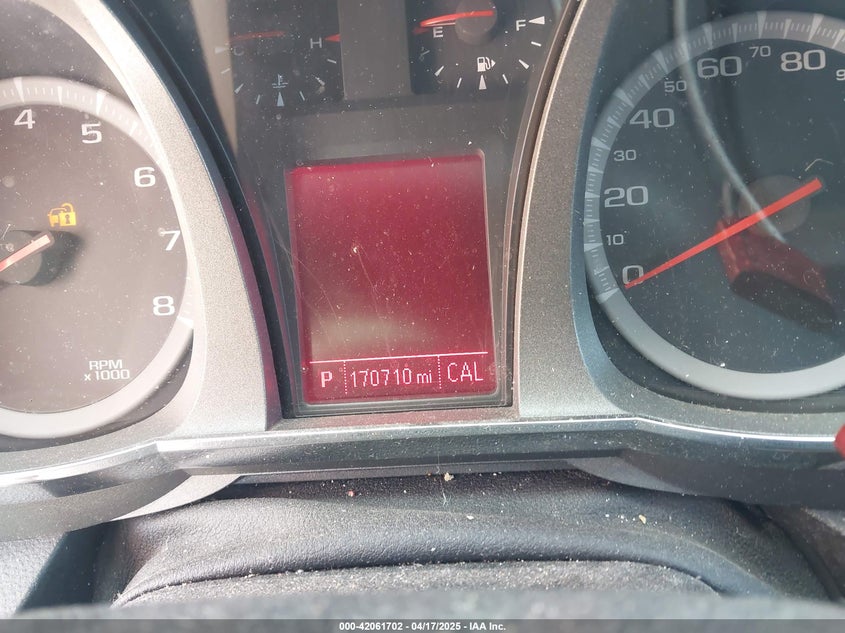 H E F
4 5 6 7 8
RPM
x1000
0 10 20 30 40 50 60 70 80
P 170710 mi CAL
000-42061702 - 04/17/2025 - IAA Inc.